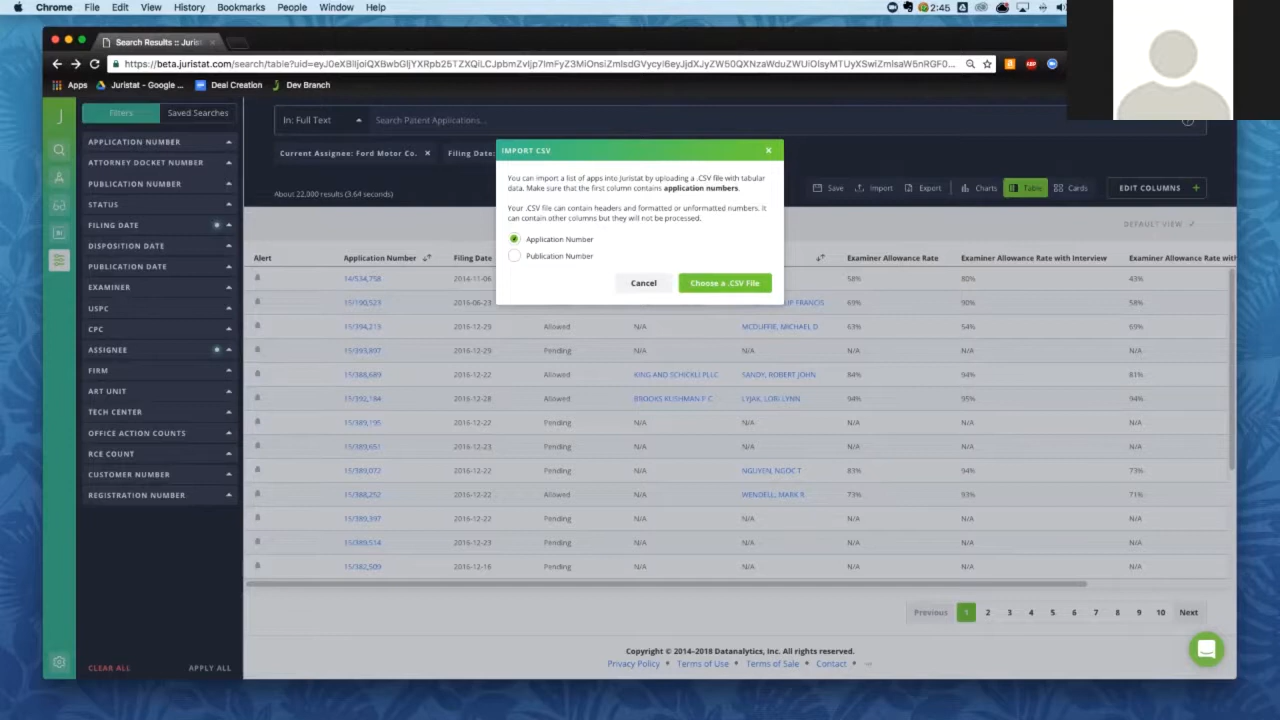 Chrome File Edit View History Bookmarks People Window Help 2:45
Search Results :: Juris
Apps Juristat - Google ... Deal Creation Dev Branch
J Filters Saved Searches
In: Full Text Search Patent Applications...
Current Assignee: Ford Motor Co. × Filing Date:
About 22,000 results (3.64 seconds)
Save Import Export Charts Table Cards EDIT COLUMNS +
DEFAULT VIEW
APPLICATION NUMBER
ATTORNEY DOCKET NUMBER
PUBLICATION NUMBER
STATUS
FILING DATE
DISPOSITION DATE
PUBLICATION DATE
EXAMINER
USPC
CPC
ASSIGNEE
FIRM
ART UNIT
TECH CENTER
OFFICE ACTION COUNTS
RCE COUNT
CUSTOMER NUMBER
REGISTRATION NUMBER
CLEAR ALL APPLY ALL
IMPORT CSV ×
You can import a list of apps into Juristat by uploading a .CSV file with tabular
data. Make sure that the first column contains application numbers.
Your .CSV file can contain headers and formatted or unformatted numbers. It
can contain other columns but they will not be processed.
Application Number
Publication Number
Cancel Choose a .CSV File
Alert Application Number Filing Date Examiner Allowance Rate Examiner Allowance Rate with Interview Examiner Allowance Rate with
14/534,758 2014-11-06 58% 80% 43%
15/190,523 2016-06-23 FRANCIS 69% 90% 58%
15/394,213 2016-12-29 Allowed N/A MCDUFFIE, MICHAEL D 63% 54% 69%
15/393,897 2016-12-29 Pending N/A N/A N/A N/A N/A
15/388,689 2016-12-22 Allowed KING AND SCHICKLI PLLC SANDY, ROBERT JOHN 84% 94% 81%
15/392,184 2016-12-28 Allowed BROOKS KUSHMAN P C LYJAK, LORI LYNN 94% 95% 94%
15/389,195 2016-12-22 Pending N/A N/A N/A N/A N/A
15/389,651 2016-12-23 Pending N/A N/A N/A N/A N/A
15/389,072 2016-12-22 Pending N/A NGUYEN, NGOC T 83% 94% 73%
15/388,252 2016-12-22 Allowed N/A WENDELL, MARK R 73% 93% 71%
15/389,397 2016-12-22 Pending N/A N/A N/A N/A N/A
15/389,514 2016-12-23 Pending N/A N/A N/A N/A N/A
15/382,509 2016-12-16 Pending N/A N/A N/A N/A N/A
Previous 1 2 3 4 5 6 7 8 9 10 Next
Copyright © 2014-2018 Datanalytics, Inc. All rights reserved.
Privacy Policy • Terms of Use • Terms of Sale • Contact •